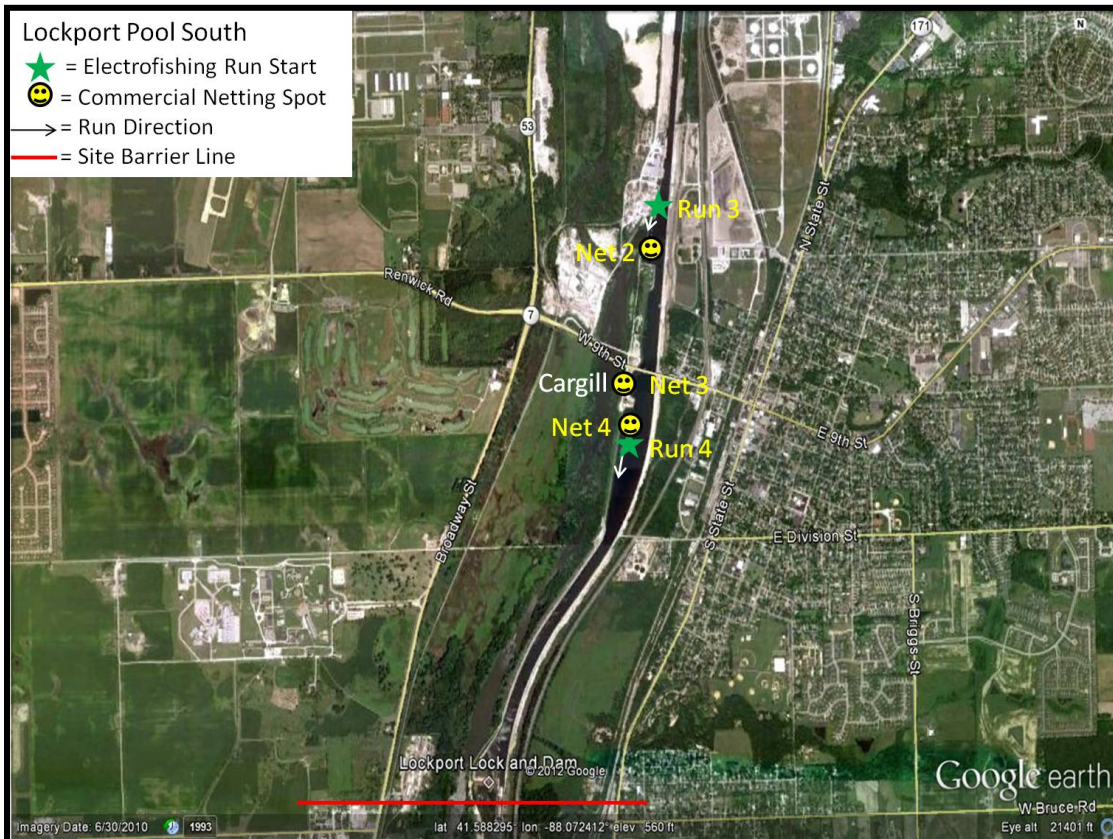 Lockport Pool South
= Electrofishing Run Start
= Commercial Netting Spot
= Run Direction
= Site Barrier Line
171
N
53
N State St
Run 3
Net 2
Renwick Rd
7
W 9th St
Cargill
Net 3
Net 4
Run 4
E 9th St
Broadway St
S State St
E Division St
S Briggs St
Lockport Lock and Dam
© 2012 Google
Google earth
W Bruce Rd
Imagery Date: 6/30/2010
1993
lat 41.588295° lon -88.072412° elev 560 ft
Eye alt 21401 ft